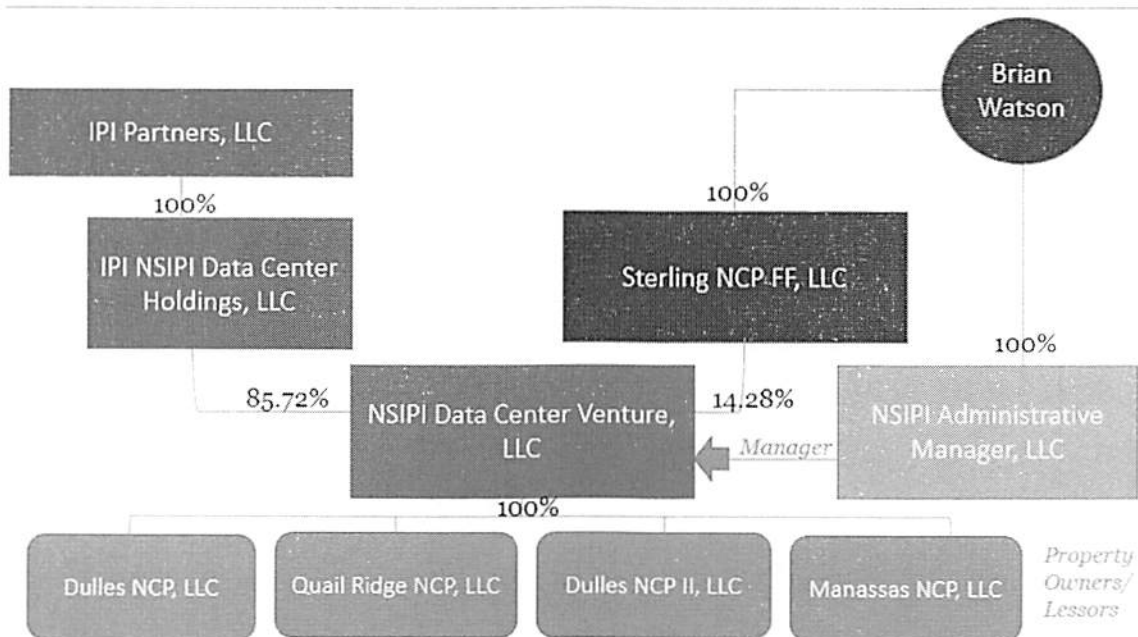 Brian
Watson
IPI Partners, LLC
100%
100%
IPI NSIPI Data Center
Holdings, LLC
Sterling NCP FF, LLC
100%
85.72%
NSIPI Data Center Venture,
LLC
14.28%
NSIPI Administrative
Manager, LLC
Manager
100%
Dulles NCP, LLC
Quail Ridge NCP, LLC
Dulles NCP II, LLC
Manassas NCP, LLC
Property
Owners/
Lessors